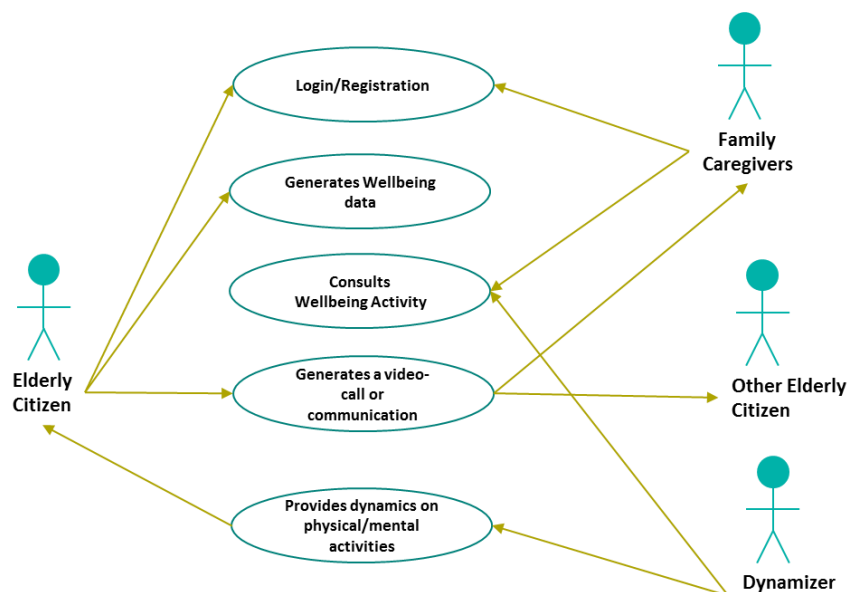 Login/Registration
Family
Caregivers
Generates Wellbeing
data
Consults
Wellbeing Activity
Elderly
Citizen
Generates a video-
call or
communication
Other Elderly
Citizen
Provides dynamics on
physical/mental
activities
Dynamizer